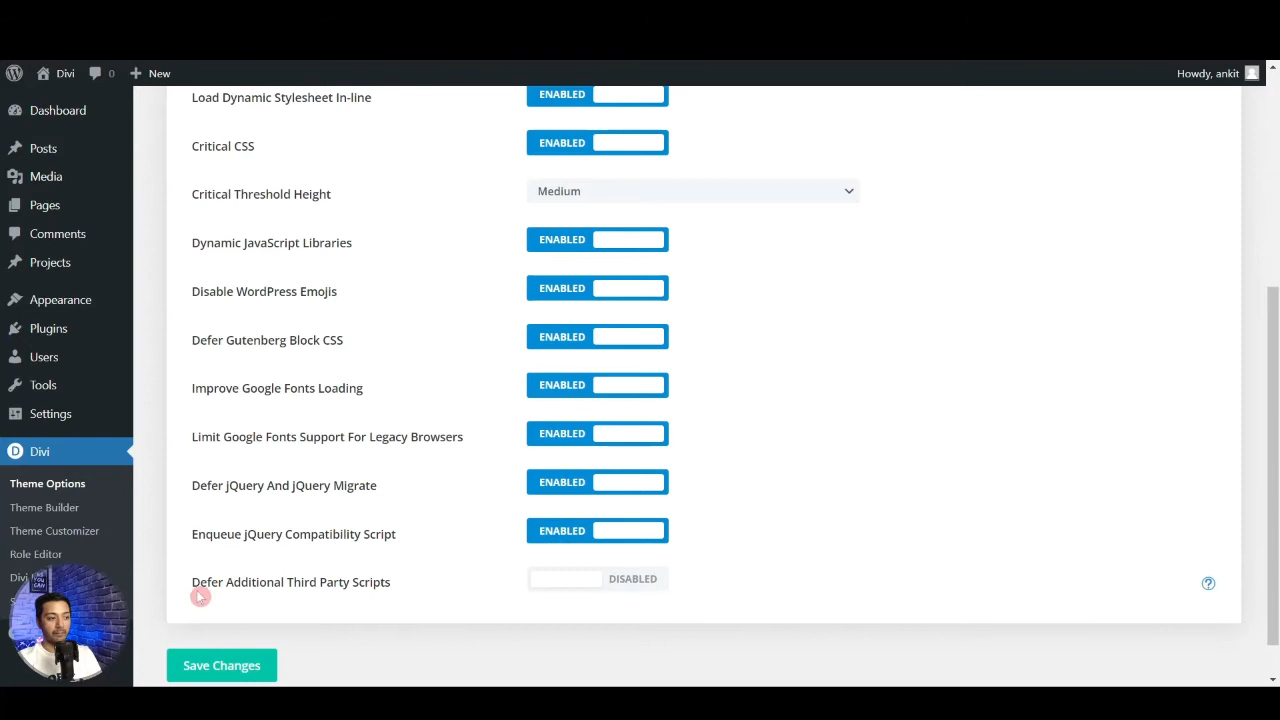 Divi
0
New
Howdy, ankit
Dashboard
Posts
Media
Pages
Comments
Projects
Appearance
Plugins
Users
Tools
Settings
D
Divi
Theme Options
Theme Builder
Theme Customizer
Role Editor
Divi
YOU CAN
Load Dynamic Stylesheet In-line
ENABLED
Critical CSS
ENABLED
Critical Threshold Height
Medium
Dynamic JavaScript Libraries
ENABLED
Disable WordPress Emojis
ENABLED
Defer Gutenberg Block CSS
ENABLED
Improve Google Fonts Loading
ENABLED
Limit Google Fonts Support For Legacy Browsers
ENABLED
Defer jQuery And jQuery Migrate
ENABLED
Enqueue jQuery Compatibility Script
ENABLED
Defer Additional Third Party Scripts
DISABLED
?
Save Changes